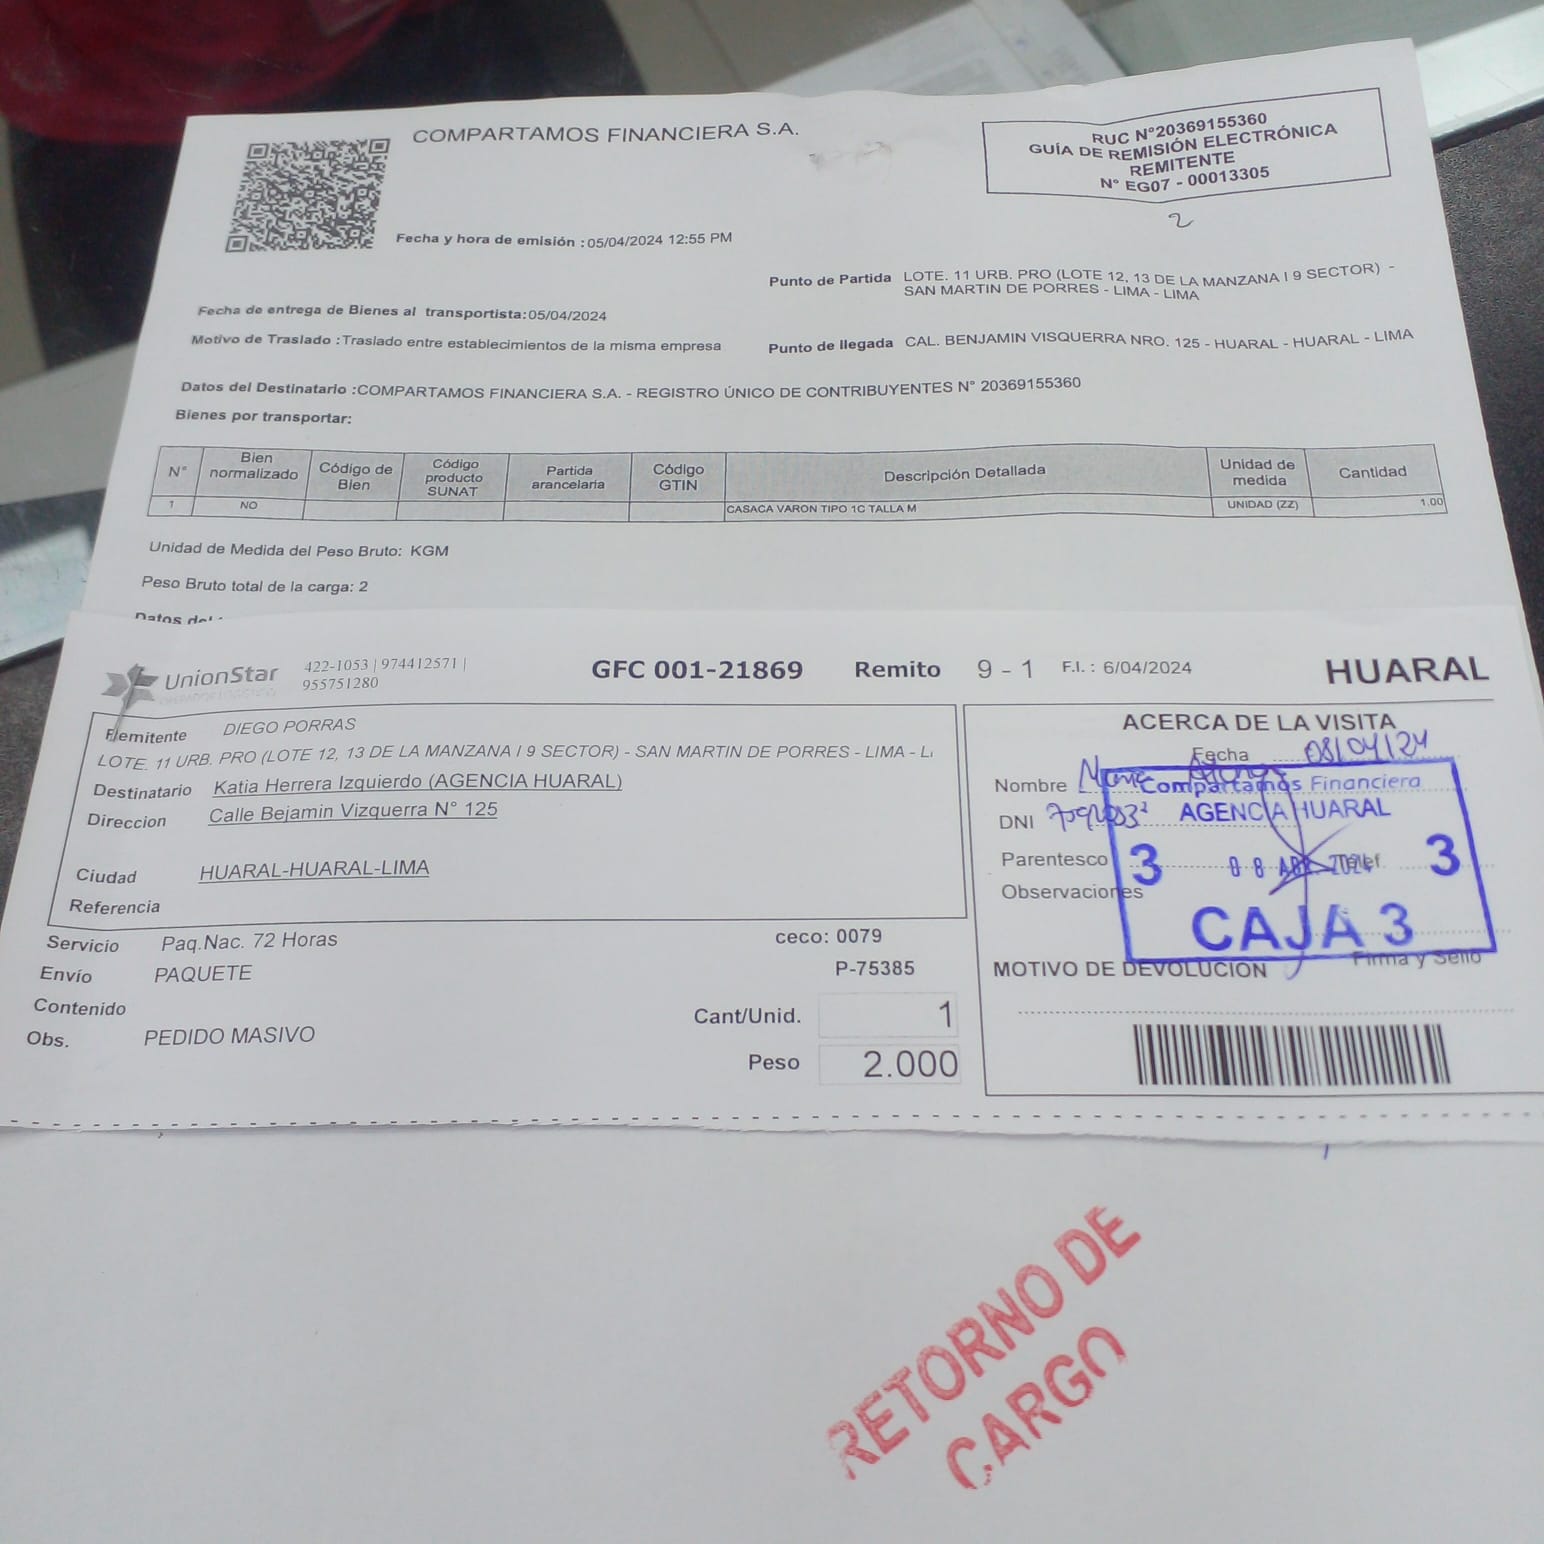 COMPARTAMOS FINANCIERA S.A.
RUC N°20369155360
GUÍA DE REMISIÓN ELECTRÓNICA
REMITENTE
N° EG07 - 00013305
2
Fecha y hora de emisión : 05/04/2024 12:55 PM
Punto de Partida LOTE. 11 URB. PRO (LOTE 12, 13 DE LA MANZANA I 9 SECTOR) -
SAN MARTIN DE PORRES - LIMA - LIMA
Fecha de entrega de Bienes al transportista:05/04/2024
Motivo de Traslado : Traslado entre establecimientos de la misma empresa
Punto de llegada CAL. BENJAMIN VISQUERRA NRO. 125 - HUARAL - HUARAL - LIMA
Datos del Destinatario :COMPARTAMOS FINANCIERA S.A. - REGISTRO ÚNICO DE CONTRIBUYENTES N° 20369155360
Bienes por transportar:
N° Bien normalizado Código de Bien Código producto SUNAT Partida arancelaria Código GTIN Descripción Detallada Unidad de medida Cantidad
1 NO CASACA VARON TIPO 1C TALLA M UNIDAD (ZZ) 1.00
Unidad de Medida del Peso Bruto: KGM
Peso Bruto total de la carga: 2
Datos del
UnionStar
422-1053 | 974412571 |
955751280
GFC 001-21869 Remito 9 - 1 F.I. : 6/04/2024 HUARAL
Remitente DIEGO PORRAS
LOTE. 11 URB. PRO (LOTE 12, 13 DE LA MANZANA I 9 SECTOR) - SAN MARTIN DE PORRES - LIMA - LI
Destinatario Katia Herrera Izquierdo (AGENCIA HUARAL)
Direccion Calle Bejamin Vizquerra N° 125
Ciudad HUARAL-HUARAL-LIMA
Referencia
Servicio Paq.Nac. 72 Horas
Envío PAQUETE
Contenido
Obs. PEDIDO MASIVO
ceco: 0079
P-75385
Cant/Unid. 1
Peso 2.000
ACERCA DE LA VISITA
Fecha 08/04/24
Nombre
DNI
Parentesco
Telef
Observaciones
Compartamos Financiera
AGENCIA HUARAL
3 08 ABR. 2024 3
CAJA 3
Firma y Sello
MOTIVO DE DEVOLUCION
RETORNO DE
CARGO